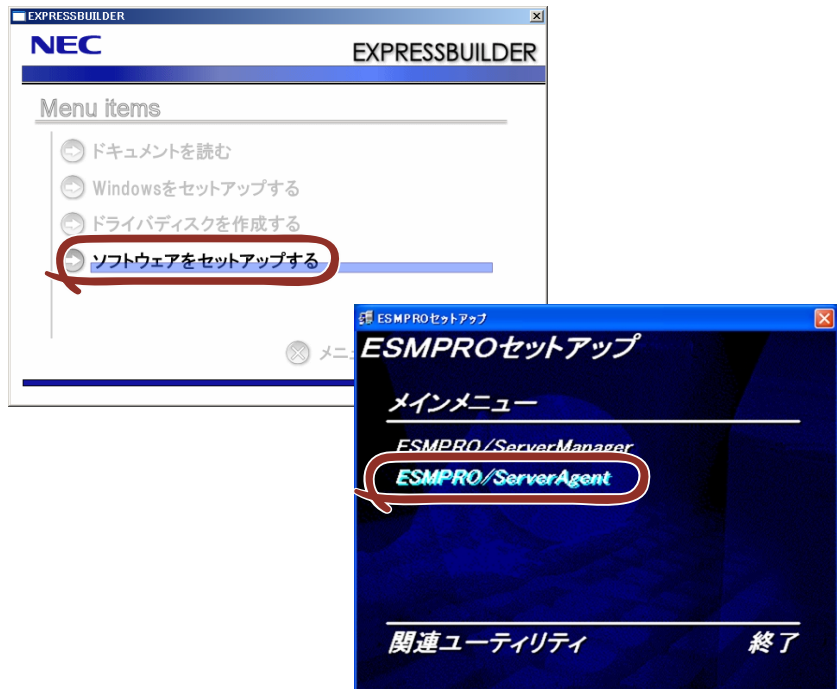 EXPRESSBUILDER
NEC
EXPRESSBUILDER
Menu items
ドキュメントを読む
Windowsをセットアップする
ドライバディスクを作成する
ソフトウェアをセットアップする
メニ
ESMPROセットアップ
ESMPROセットアップ
メインメニュー
ESMPRO/ServerManager
ESMPRO/ServerAgent
関連ユーティリティ
終了